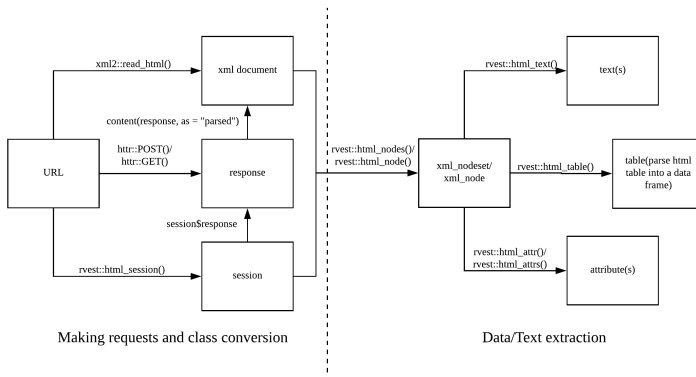 xml2::read_html()
xml document
rvest::html_text()
text(s)
content(response, as = "parsed")
URL
httr::POST()/
httr::GET()
response
rvest::html_nodes()/
rvest::html_node()
xml_nodeset/
xml_node
rvest::html_table()
table(parse html
table into a data
frame)
session$response
rvest::html_session()
session
rvest::html_attr()/
rvest::html_attrs()
attribute(s)
Making requests and class conversion
Data/Text extraction